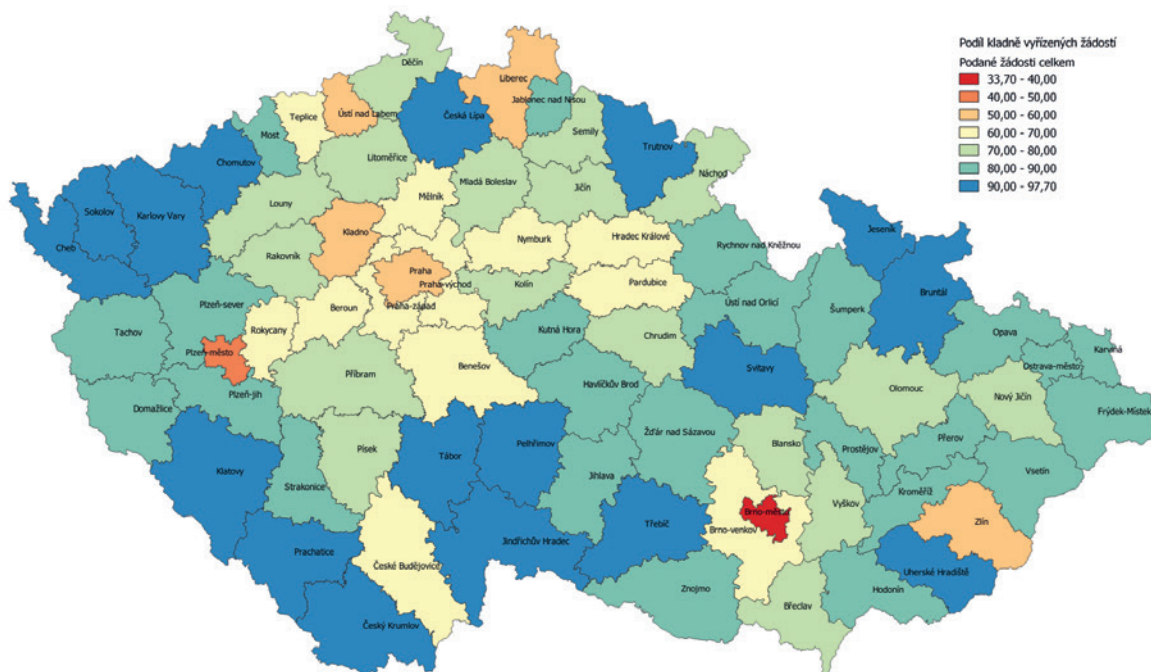 Podíl kladně vyřízených žádostí
Podané žádosti celkem
33,70 - 40,00
40,00 - 50,00
50,00 - 60,00
60,00 - 70,00
70,00 - 80,00
80,00 - 90,00
90,00 - 97,70
Děčín
Liberec
Jablonec nad Nisou
Ústí nad Labem
Teplice
Česká Lípa
Most
Semily
Trutnov
Chomutov
Litoměřice
Náchod
Mladá Boleslav
Jičín
Sokolov
Karlovy Vary
Louny
Mělník
Cheb
Kladno
Nymburk
Hradec Králové
Rychnov nad Kněžnou
Jeseník
Rakovník
Praha
Praha-východ
Kolín
Pardubice
Bruntál
Plzeň-sever
Beroun
Praha-západ
Ústí nad Orlicí
Šumperk
Tachov
Rokycany
Kutná Hora
Chrudim
Opava
Karviná
Plzeň-město
Benešov
Ostrava-město
Příbram
Svitavy
Havlíčkův Brod
Olomouc
Nový Jičín
Plzeň-jih
Domažlice
Frýdek-Místek
Žďár nad Sázavou
Blansko
Prostějov
Přerov
Písek
Tábor
Pelhřimov
Klatovy
Jihlava
Vsetín
Strakonice
Kroměříž
Vyškov
Brno-město
Zlín
Třebíč
Brno-venkov
Prachatice
Jindřichův Hradec
České Budějovice
Uherské Hradiště
Znojmo
Hodonín
Břeclav
Český Krumlov